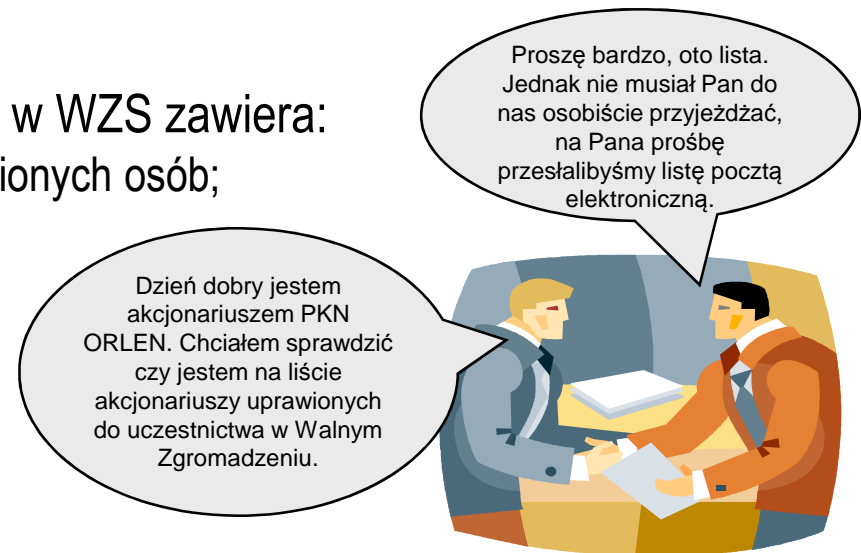 w WZS zawiera:
ionych osób;
Proszę bardzo, oto lista.
Jednak nie musiał Pan do
nas osobiście przyjeżdżać,
na Pana prośbę
przesłalibyśmy listę pocztą
elektroniczną.
Dzień dobry jestem
akcjonariuszem PKN
ORLEN. Chciałem sprawdzić
czy jestem na liście
akcjonariuszy uprawnionych
do uczestnictwa w Walnym
Zgromadzeniu.